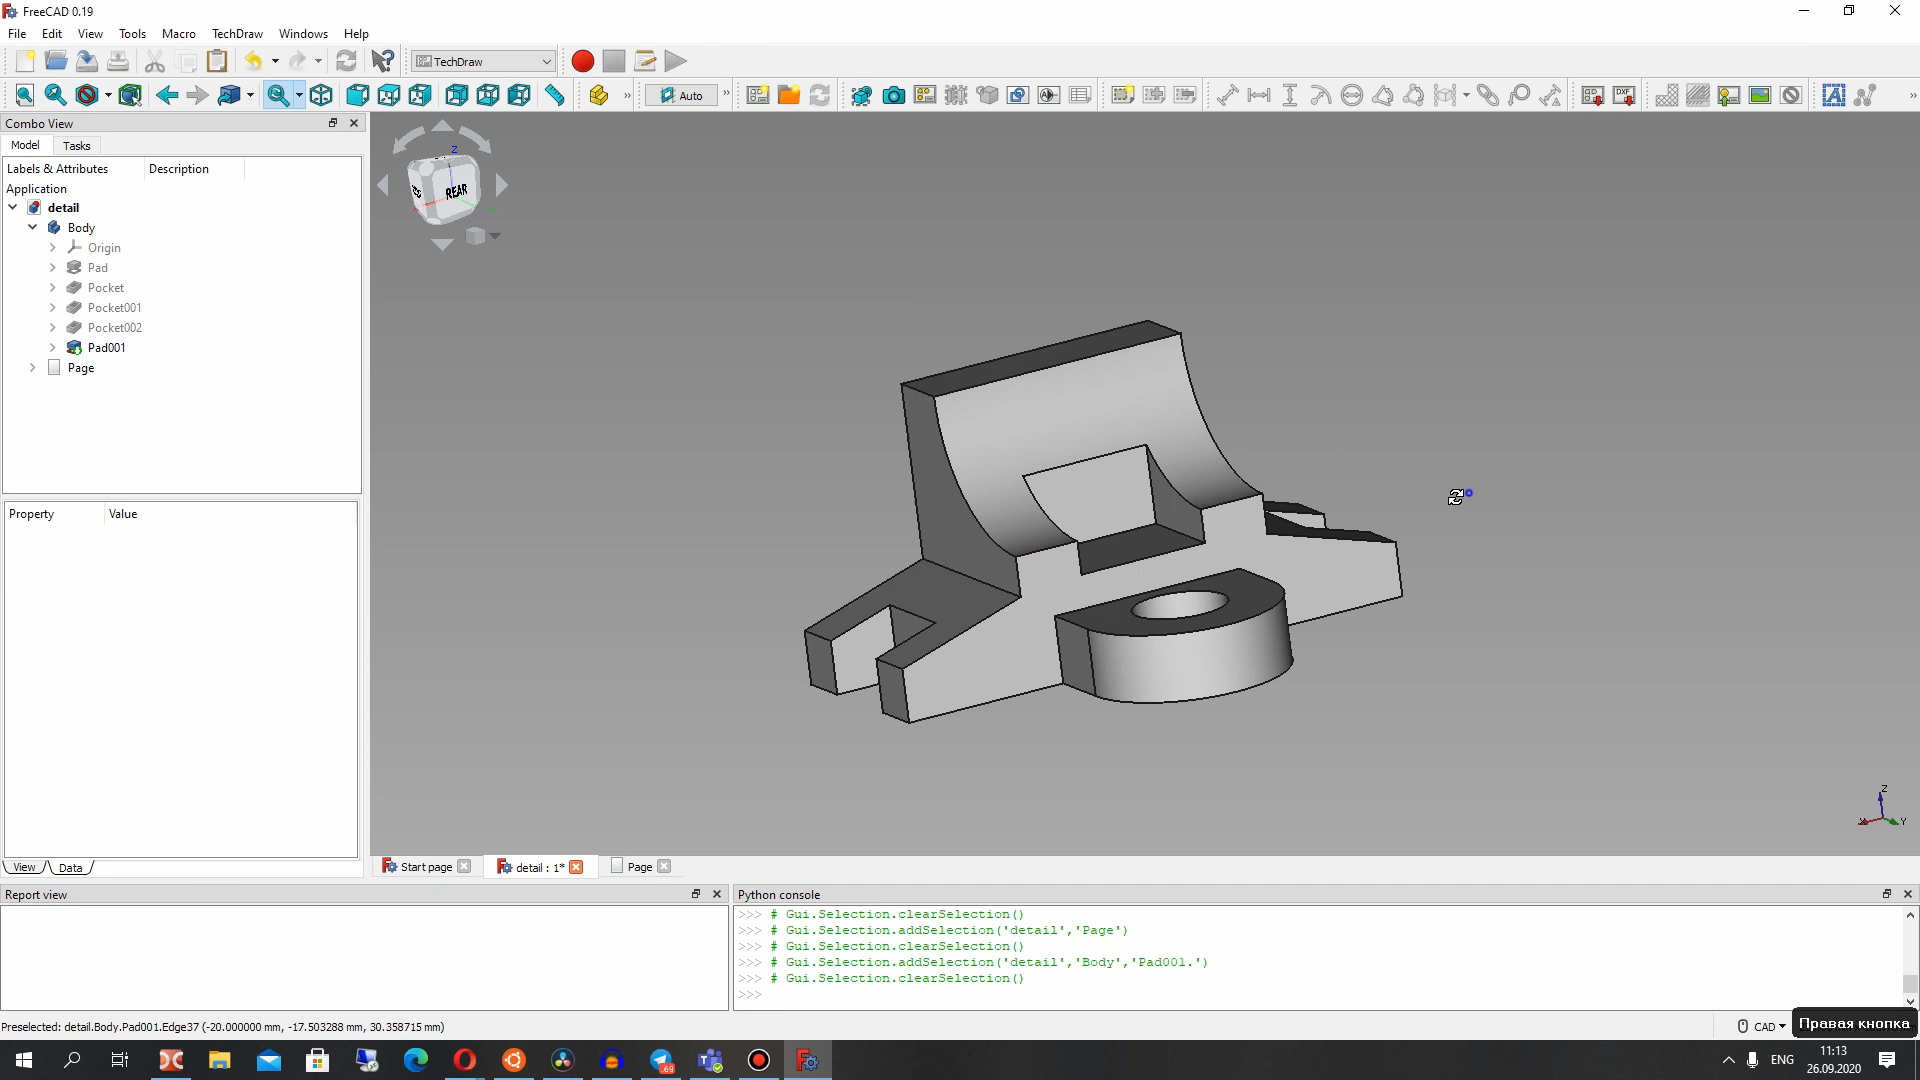 FreeCAD 0.19
File Edit View Tools Macro TechDraw Windows Help
TechDraw
Auto
DXF
Combo View
Model Tasks
Labels & Attributes Description
Application
detail
Body
Origin
Pad
Pocket
Pocket001
Pocket002
Pad001
Page
Z
REAR
Property Value
View Data
Z
Y
Start page detail : 1* Page
Report view
Python console
>>> # Gui.Selection.clearSelection()
>>> # Gui.Selection.addSelection('detail','Page')
>>> # Gui.Selection.clearSelection()
>>> # Gui.Selection.addSelection('detail','Body','Pad001.')
>>> # Gui.Selection.clearSelection()
>>>
Preselected: detail.Body.Pad001.Edge37 (-20.000000 mm, -17.503288 mm, 30.358715 mm)
CAD
Правая кнопка
69
ENG
11:13
26.09.2020